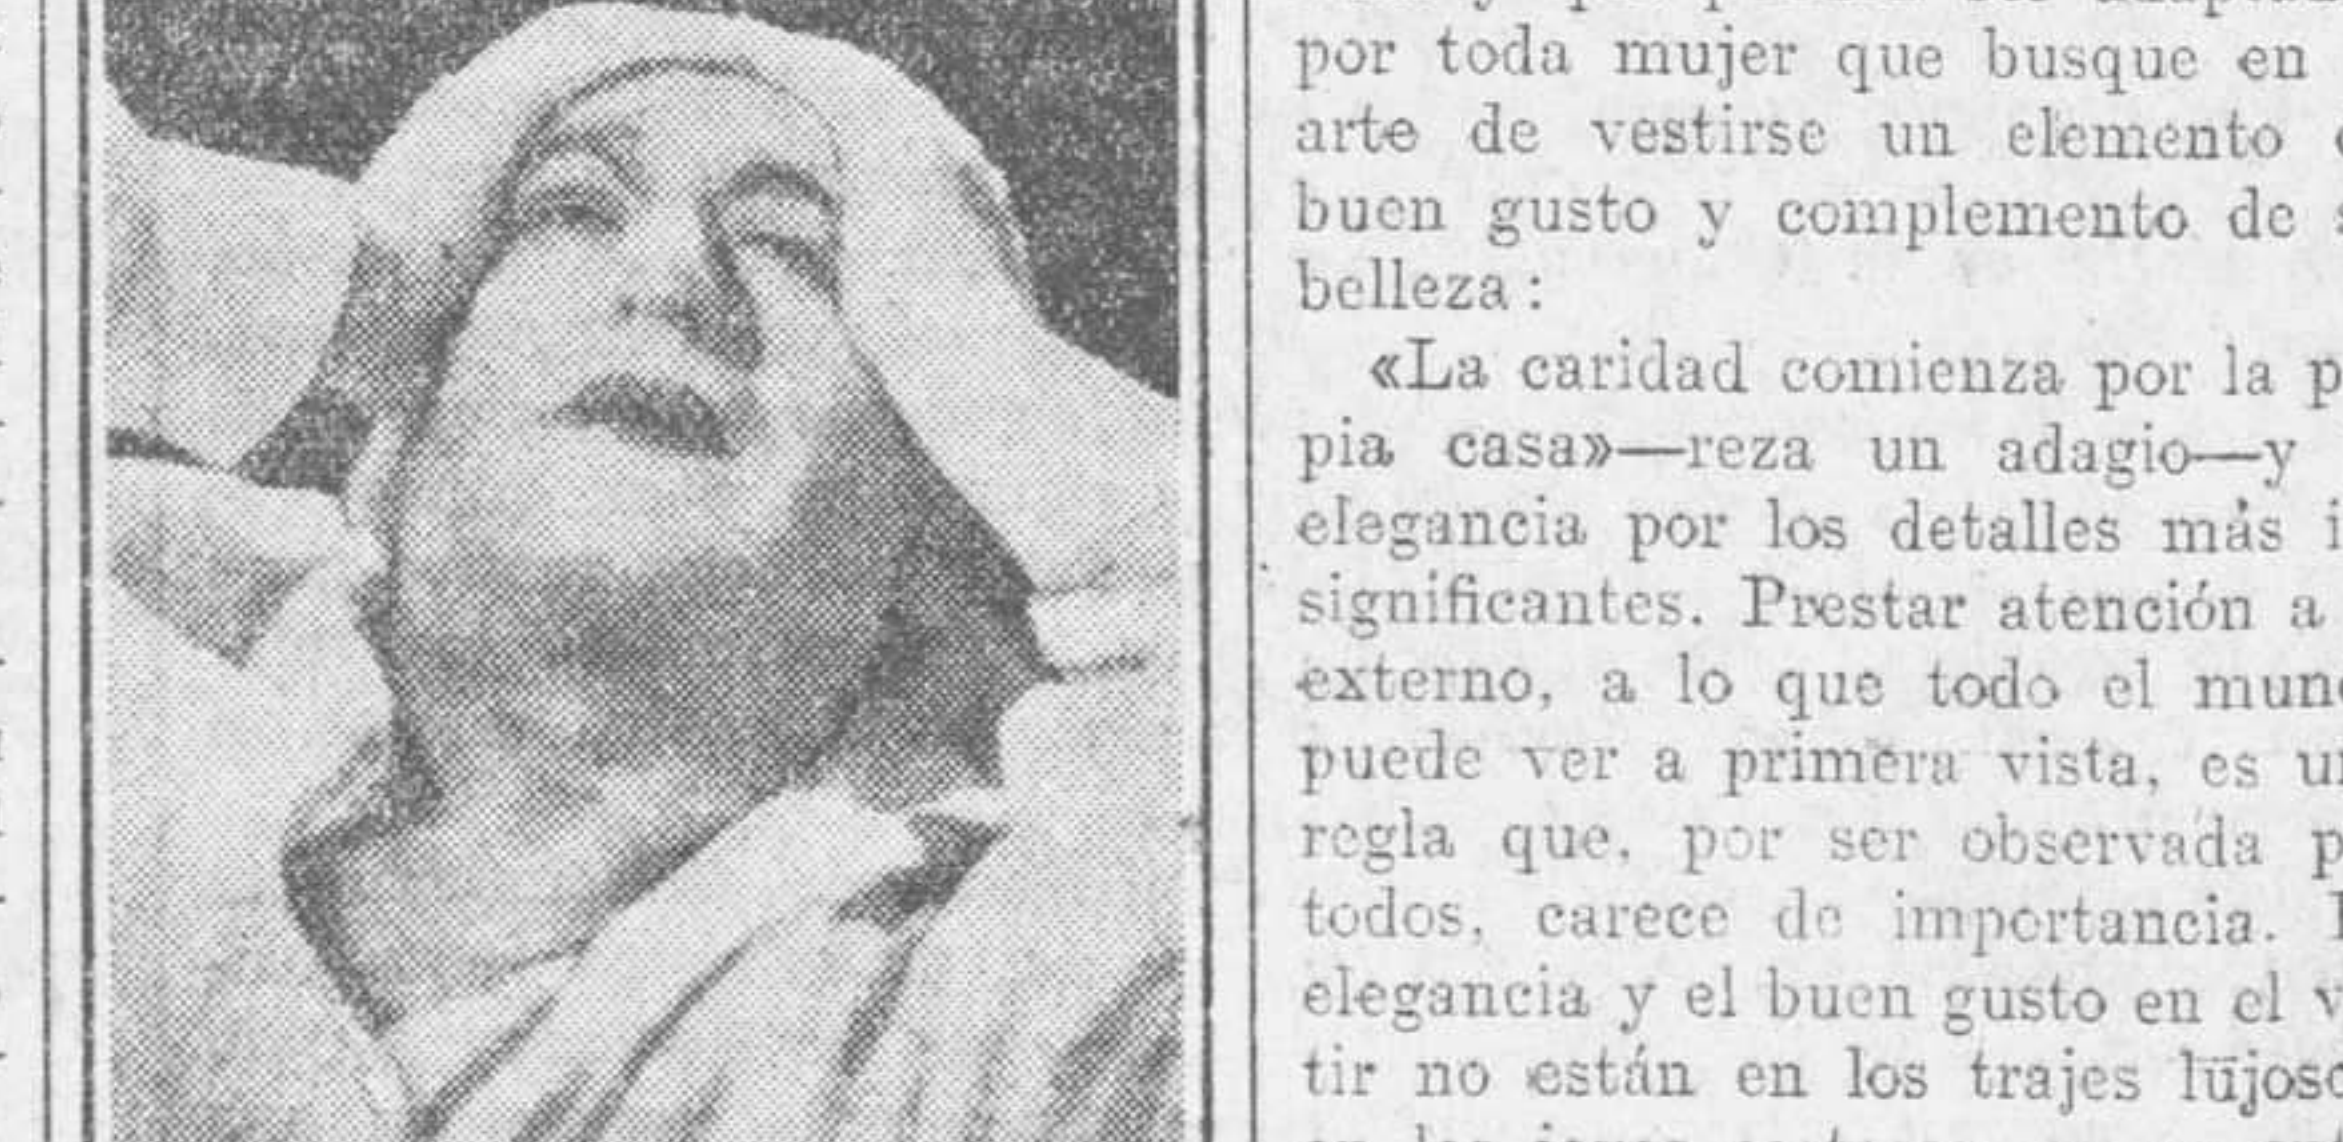 por toda mujer que busque en
arte de vestirse un elemento
buen gusto y complemento de
belleza:
«La caridad comienza por la p
pia casa»—reza un adagio—y
elegancia por los detalles más i
significantes. Prestar atención a
externo, a lo que todo el mun
puede ver a primera vista, es u
regla que, por ser observada p
todos, carece de importancia.
elegancia y el buen gusto en el v
tir no están en los trajes lujoso